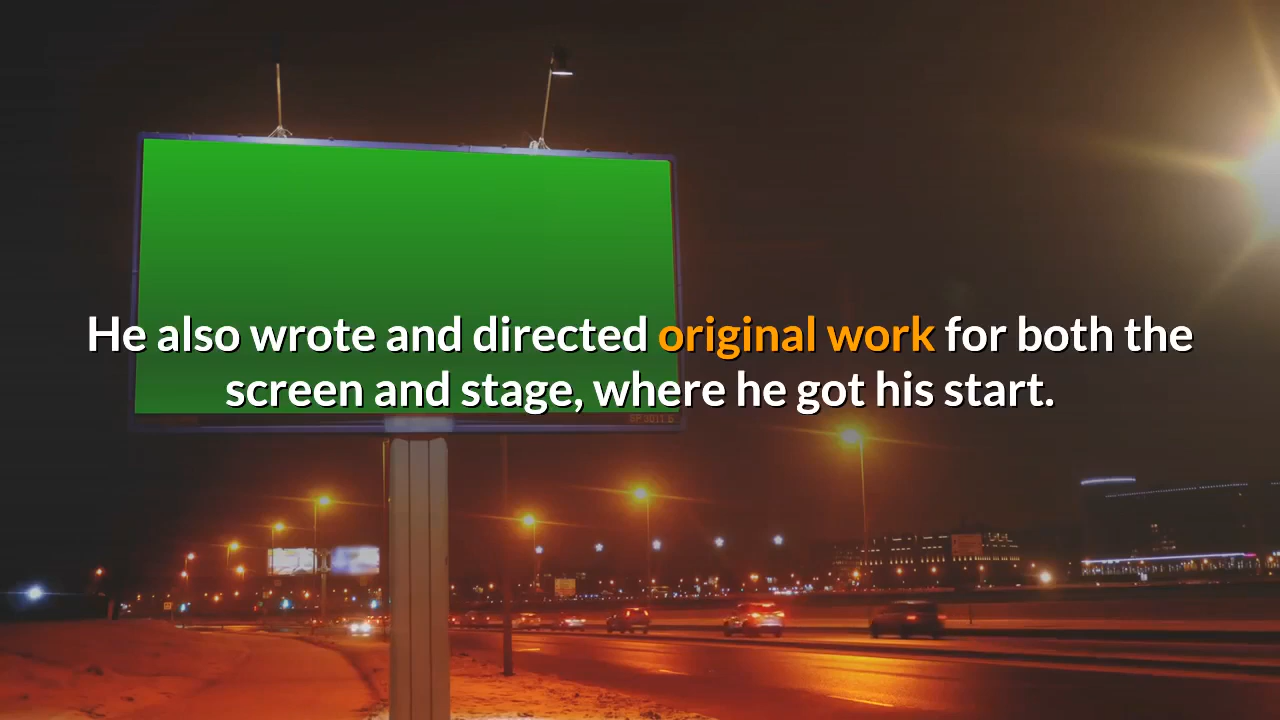 He also wrote and directed original work for both the
screen and stage, where he got his start.